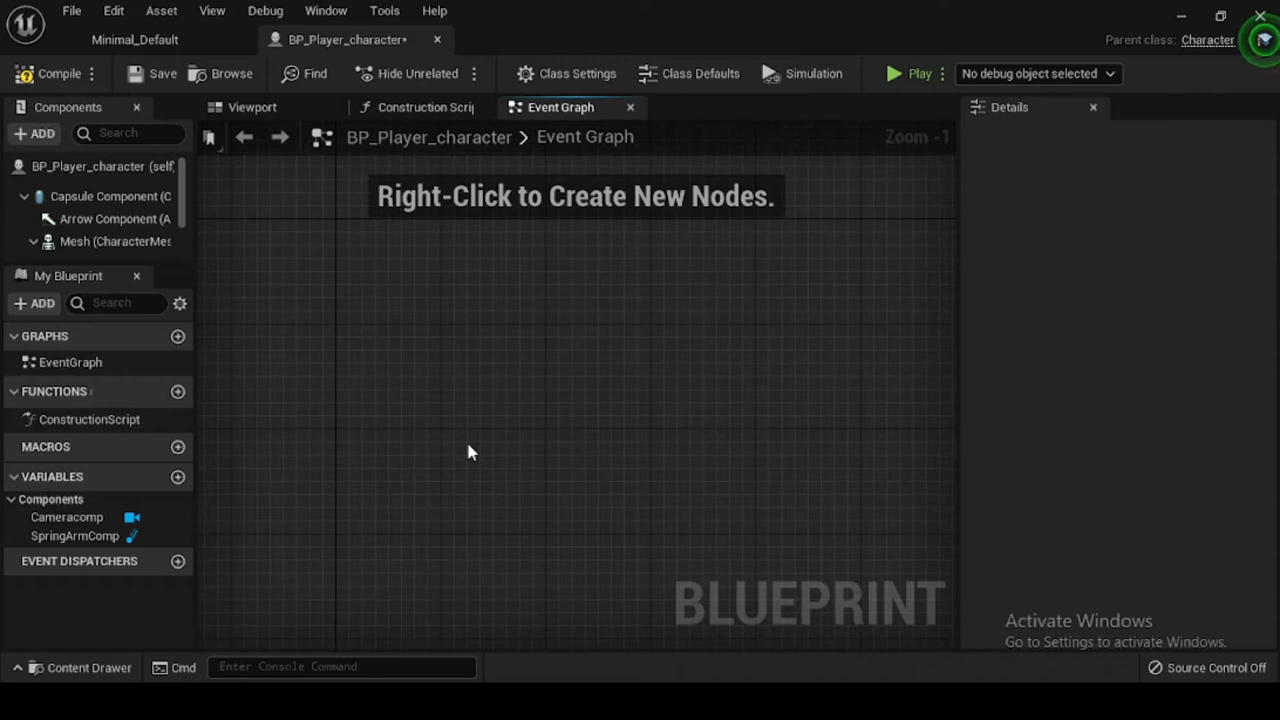 File Edit Asset View Debug Window Tools Help
Minimal_Default BP_Player_character* Parent class: Character
Compile Save Browse Find Hide Unrelated Class Settings Class Defaults Simulation Play No debug object selected
Components Viewport Construction Scrip Event Graph Details
ADD Search
BP_Player_character > Event Graph Zoom -1
BP_Player_character (self)
Right-Click to Create New Nodes.
Capsule Component (C
Arrow Component (A
Mesh (CharacterMes
My Blueprint
ADD Search
GRAPHS
EventGraph
FUNCTIONS
ConstructionScript
MACROS
VARIABLES
Components
Cameracomp
SpringArmComp
EVENT DISPATCHERS
BLUEPRINT
Activate Windows
Go to Settings to activate Windows.
Content Drawer Cmd Enter Console Command Source Control Off